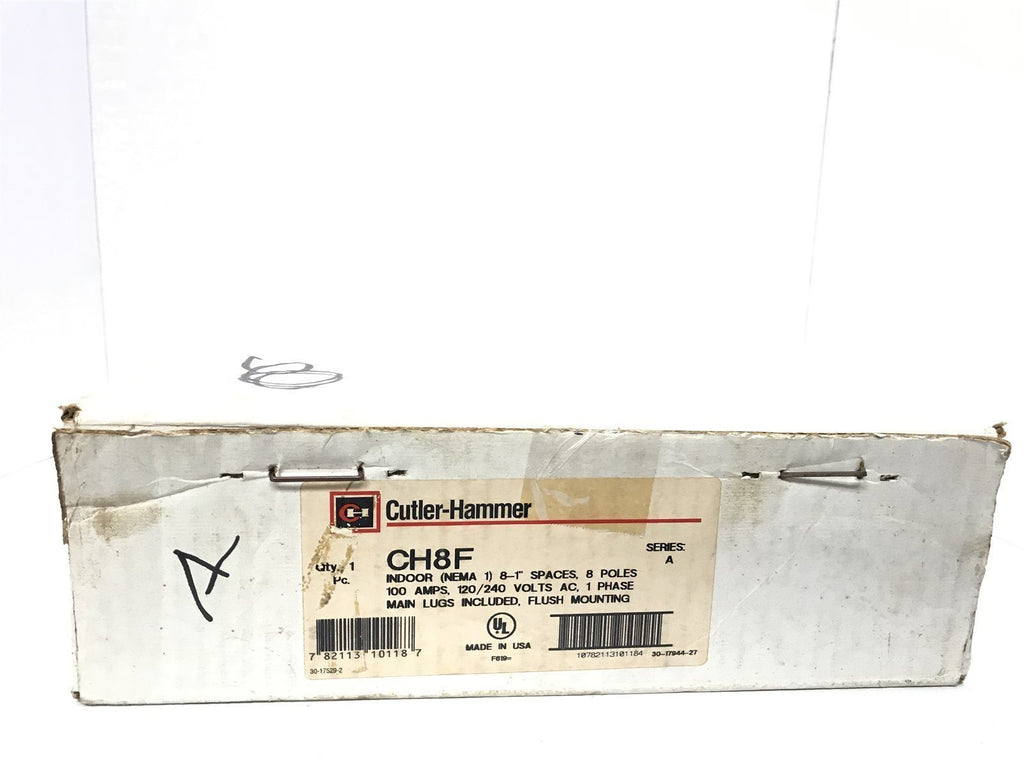 A
CH Cutler-Hammer
CH8F
SERIES:
A
Qty. 1
Pc.
INDOOR (NEMA 1) 8-1" SPACES, 8 POLES
100 AMPS, 120/240 VOLTS AC, 1 PHASE
MAIN LUGS INCLUDED, FLUSH MOUNTING
UL
MADE IN USA
F619=
7 82113 10118 7
10782113101184 30-17944-27
30-17529-2